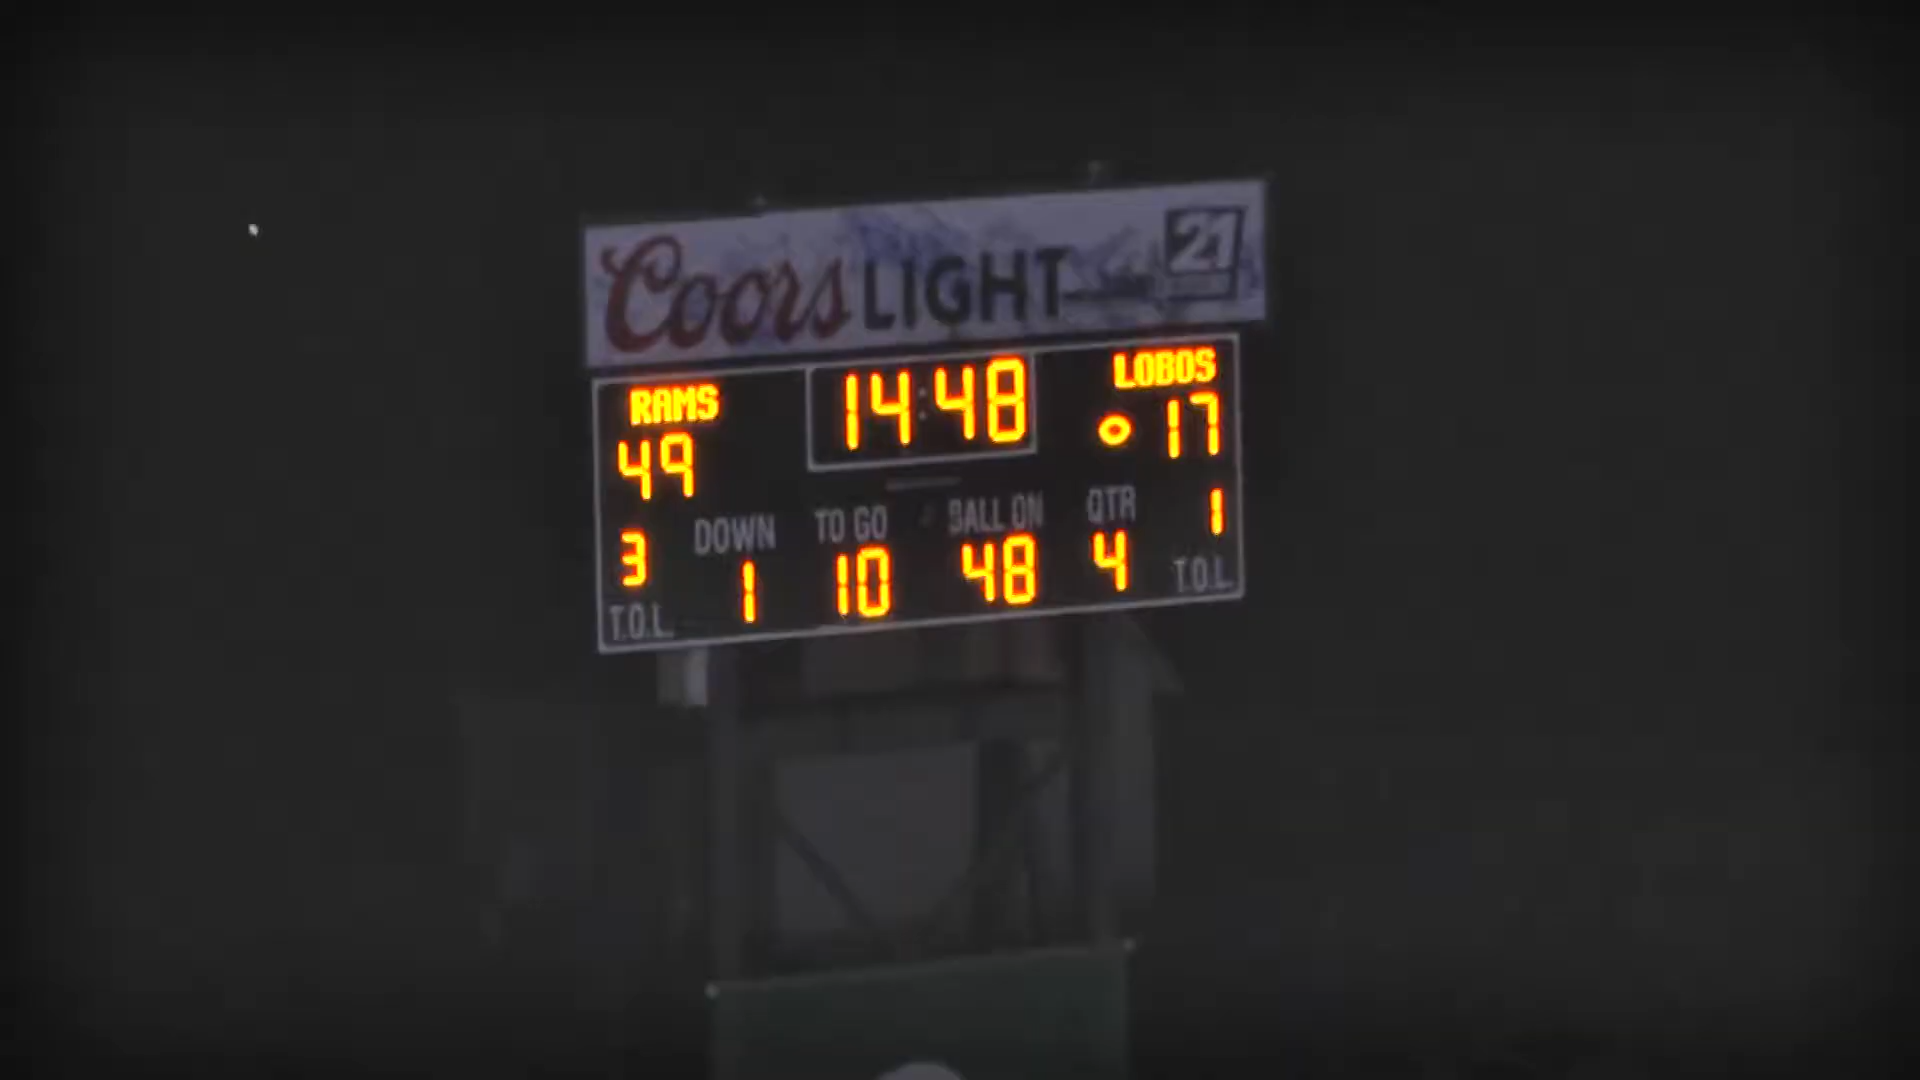 Coors LIGHT 21
RAMS 14:48 LOBOS
49 17
DOWN TO GO BALL ON QTR
3 1 10 48 4 1
T.O.L. T.O.L.